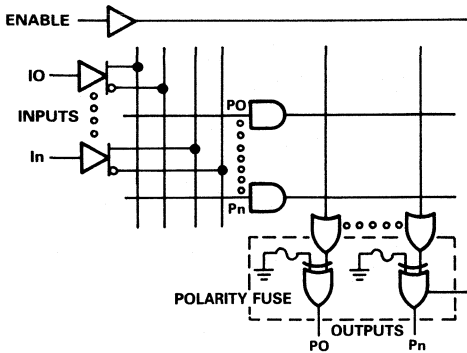 ENABLE
IO
INPUTS
In
PO
Pn
POLARITY FUSE
OUTPUTS
PO
Pn